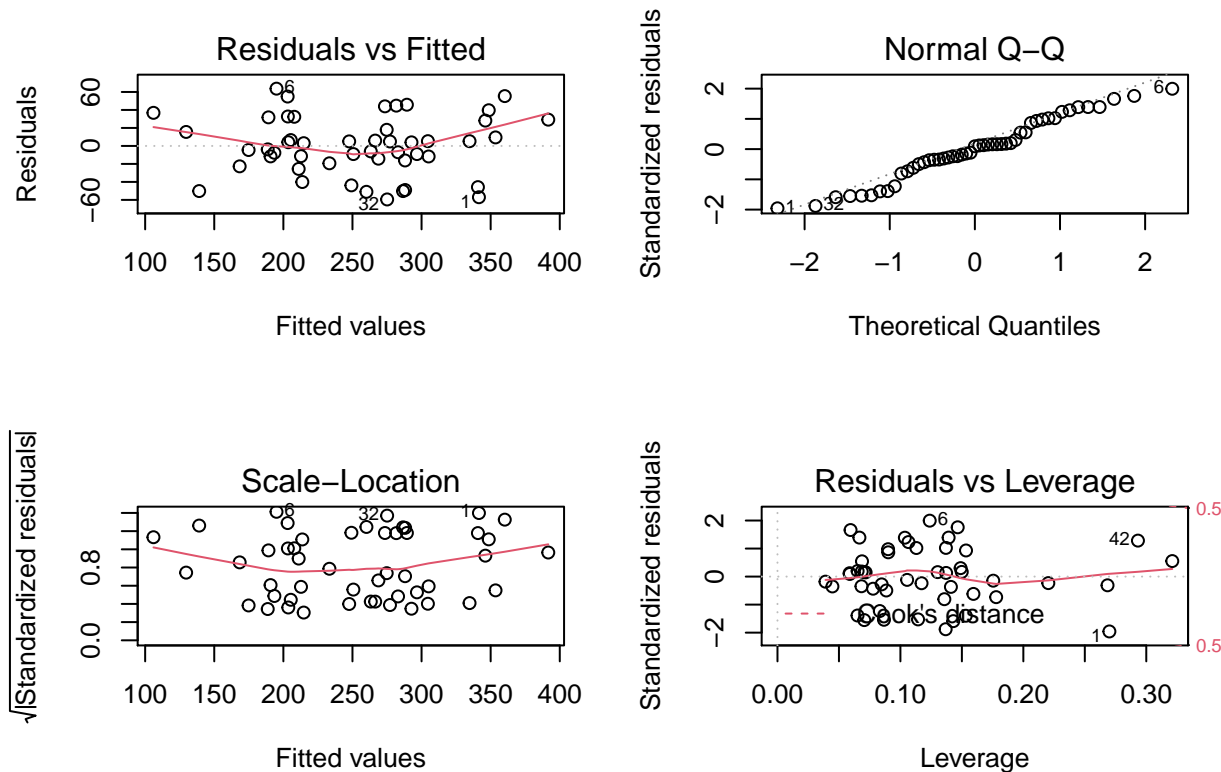 Residuals vs Fitted
Residuals
60
0
−60
6
32
1
100 150 200 250 300 350 400
Fitted values
Normal Q−Q
Standardized residuals
2
0
−2
6
1
32
−2 −1 0 1 2
Theoretical Quantiles
Scale−Location
√|Standardized residuals|
0.8
0.0
6
32
1
100 150 200 250 300 350 400
Fitted values
Residuals vs Leverage
Standardized residuals
2
0
−2
6
42
1
0.5
0.5
ook's distance
0.00 0.10 0.20 0.30
Leverage